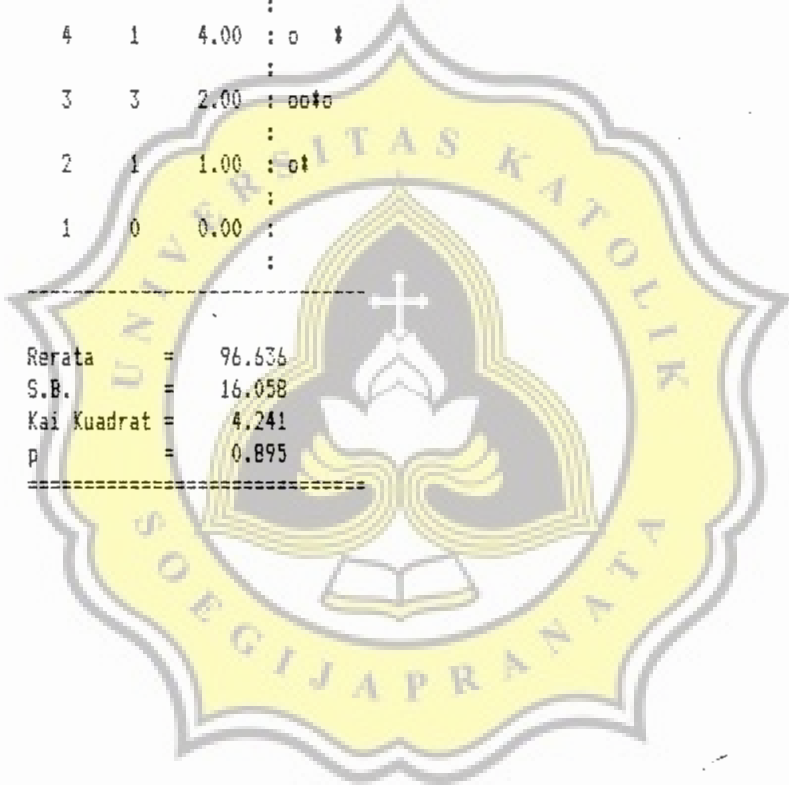 :
4 1 4.00 : o *
:
3 3 2.00 : oo*o
:
2 1 1.00 : o*
:
1 0 0.00 :
:
------------------------------
Rerata = 96.636
S.B. = 16.058
Kai Kuadrat = 4.241
p = 0.895
==============================
UNIVERSITAS KATOLIK
SOEGIJAPRANATA